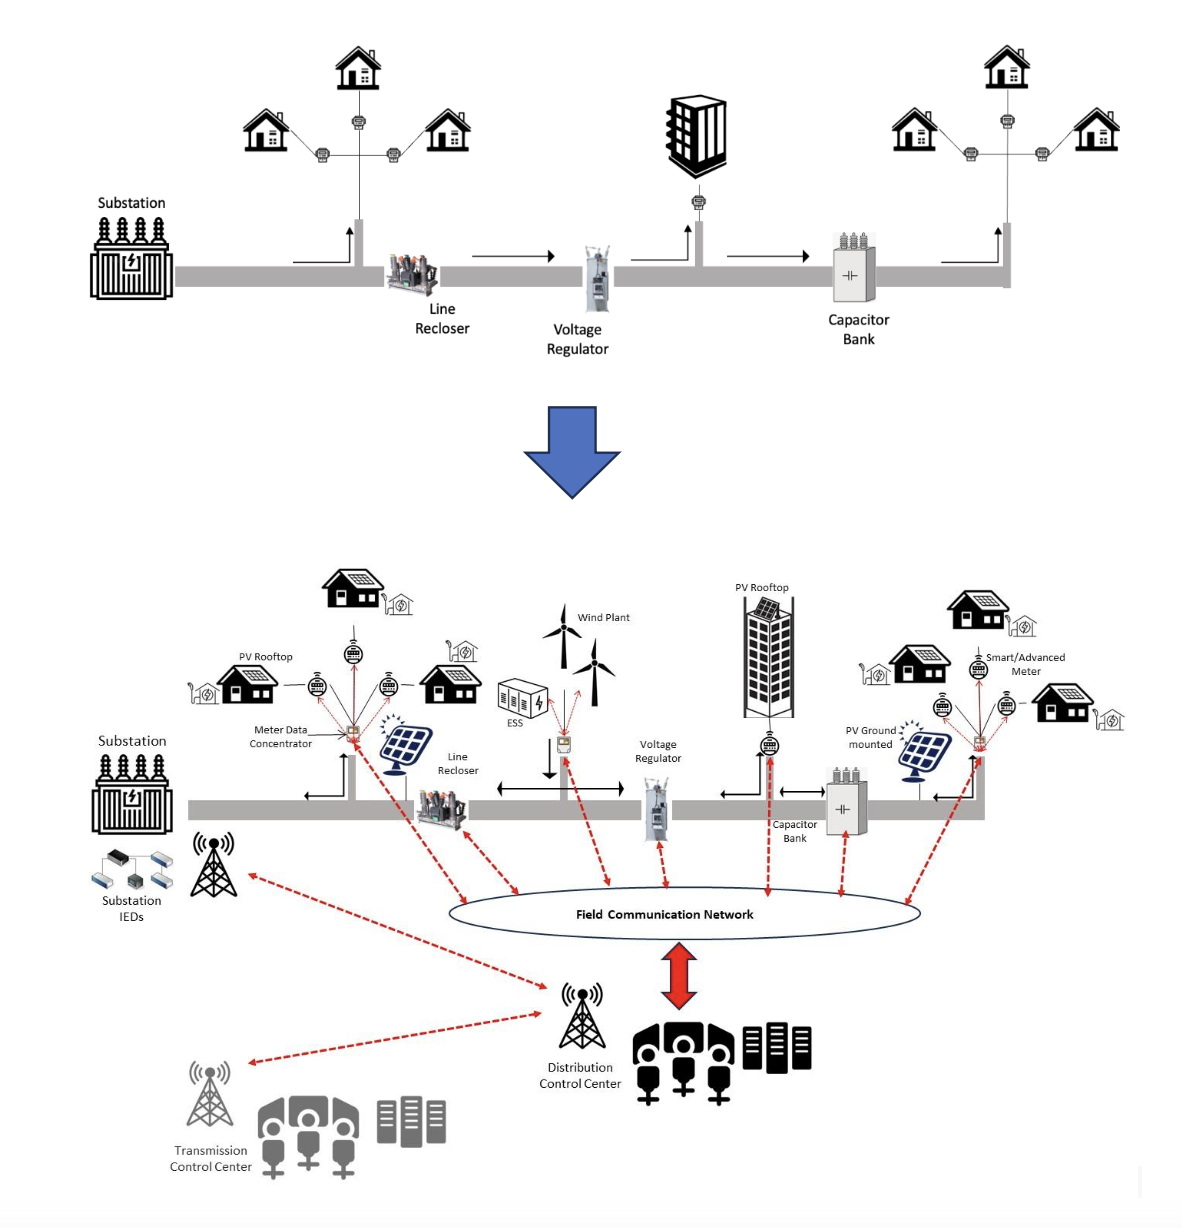 Substation
Line
Recloser
Voltage
Regulator
Capacitor
Bank
PV Rooftop
Wind Plant
PV Rooftop
Smart/Advanced
Meter
ESS
Meter Data
Concentrator
PV Ground
mounted
Substation
Line
Recloser
Voltage
Regulator
Capacitor
Bank
Substation
IEDs
Field Communication Network
Distribution
Control Center
Transmission
Control Center